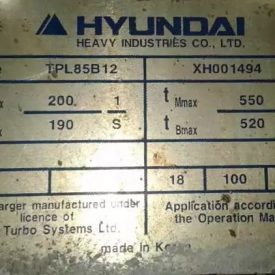 HYUNDAI
HEAVY INDUSTRIES CO., LTD.
TPL85B12 XH001494
200 1 t Mmax 550
190 S t Bmax 520
18 100
arger manufactured under Application accordi
licence of the Operation Ma
Turbo Systems Ltd.
made in Korea